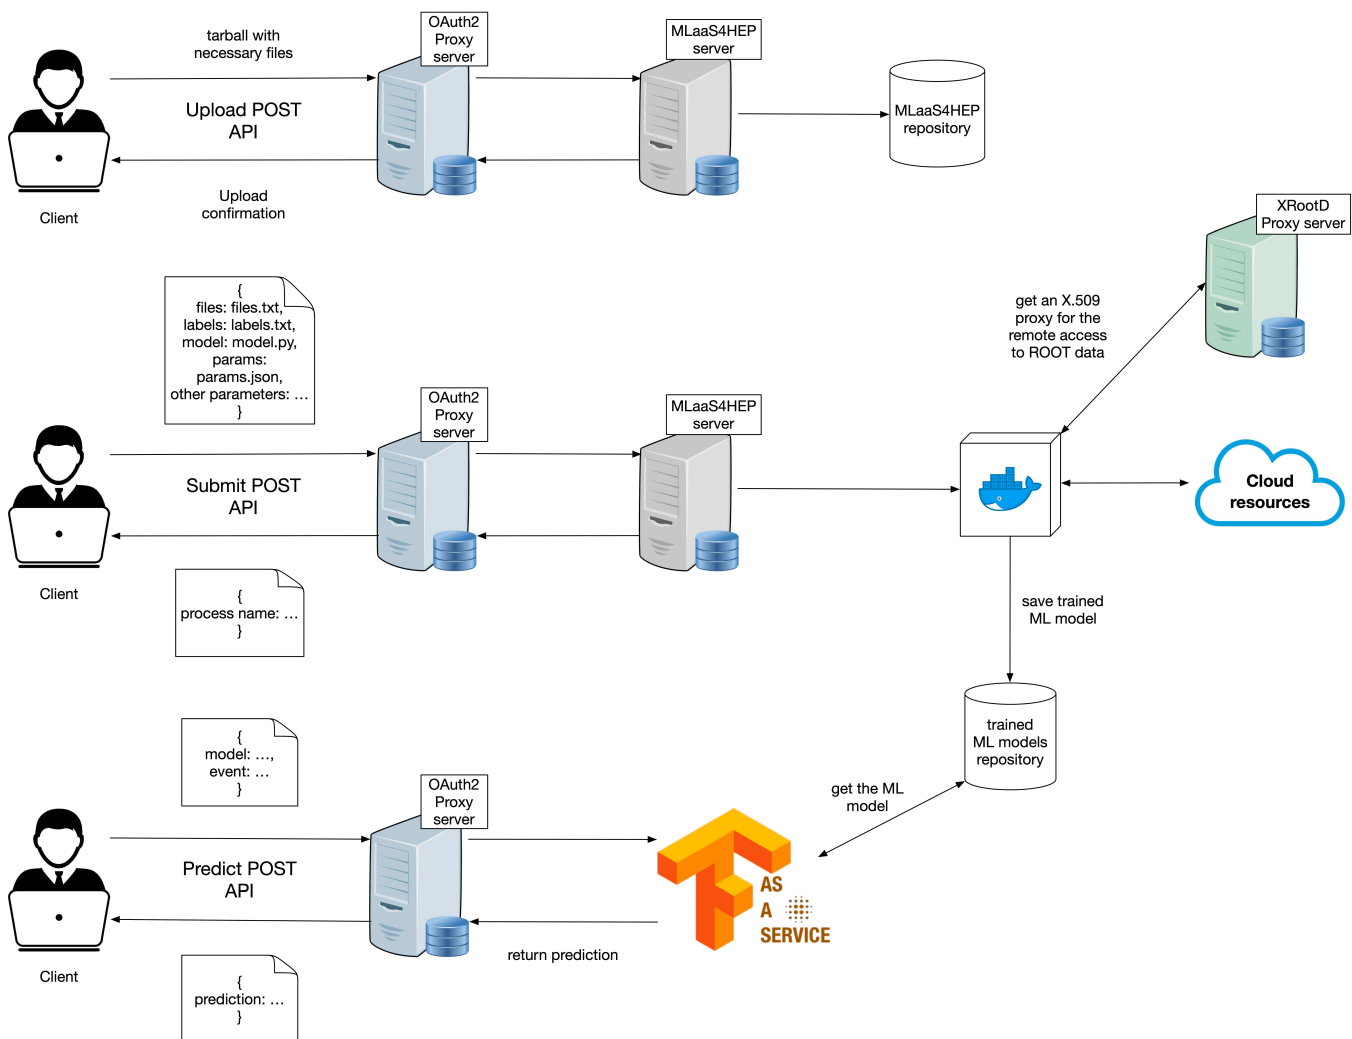 tarball with
necessary files
OAuth2
Proxy
server
MLaaS4HEP
server
Upload POST
API
MLaaS4HEP
repository
Client
Upload
confirmation
XRootD
Proxy server
{
files: files.txt,
labels: labels.txt,
model: model.py,
params:
params.json,
other parameters: ...
}
get an X.509
proxy for the
remote access
to ROOT data
OAuth2
Proxy
server
MLaaS4HEP
server
Submit POST
API
Cloud
resources
Client
{
process name: ...
}
save trained
ML model
trained
ML models
repository
{
model: ...,
event: ...
}
OAuth2
Proxy
server
get the ML
model
Predict POST
API
AS
A
SERVICE
return prediction
Client
{
prediction: ...
}